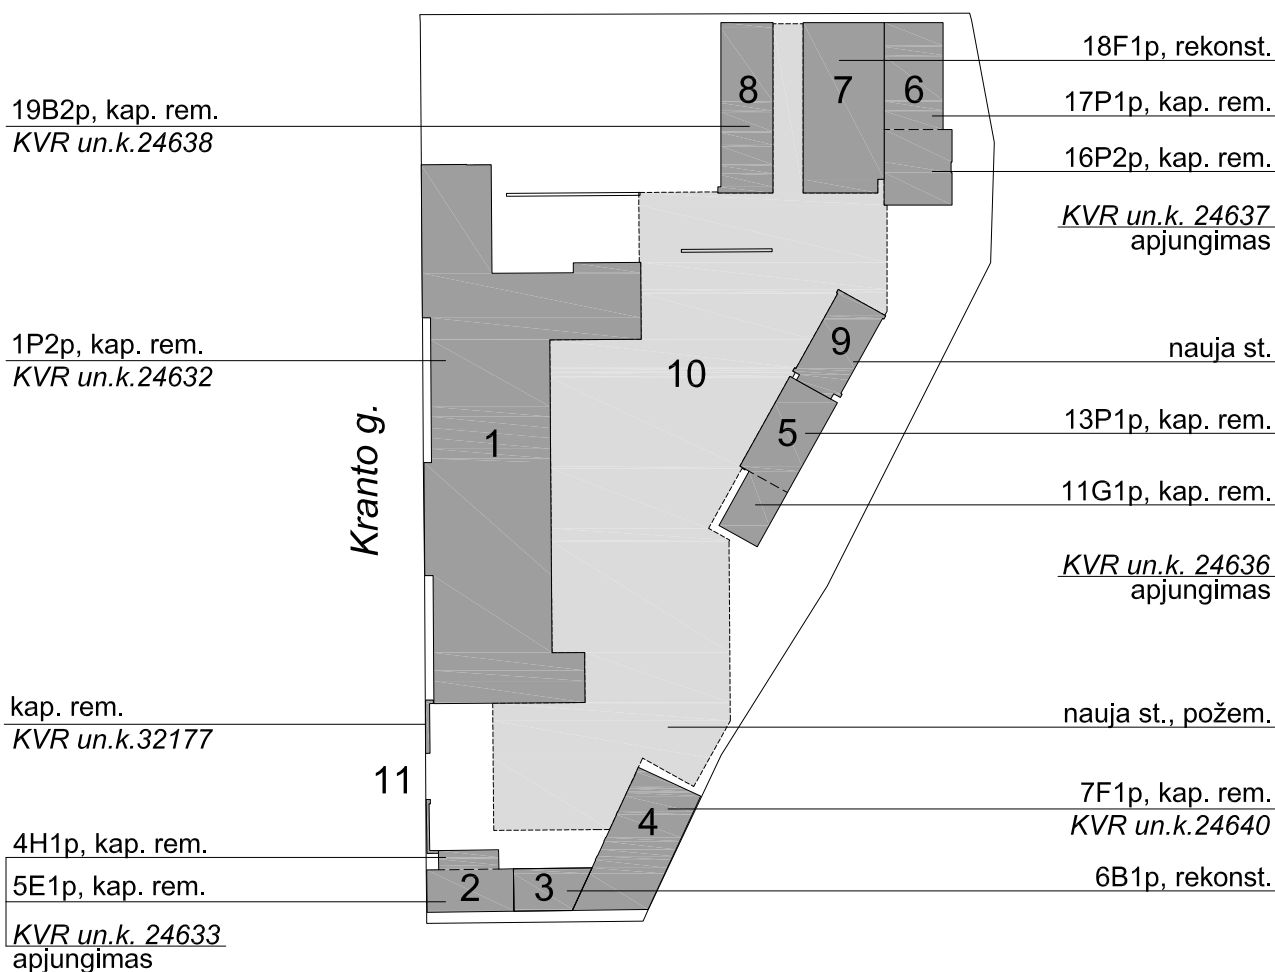 19B2p, kap. rem.
KVR un.k.24638
1P2p, kap. rem.
KVR un.k.24632
Kranto g.
kap. rem.
KVR un.k.32177
4H1p, kap. rem.
5E1p, kap. rem.
KVR un.k. 24633
apjungimas
8
7
6
9
10
1
5
11
4
2
3
18F1p, rekonst.
17P1p, kap. rem.
16P2p, kap. rem.
KVR un.k. 24637
apjungimas
nauja st.
13P1p, kap. rem.
11G1p, kap. rem.
KVR un.k. 24636
apjungimas
nauja st., požem.
7F1p, kap. rem.
KVR un.k.24640
6B1p, rekonst.